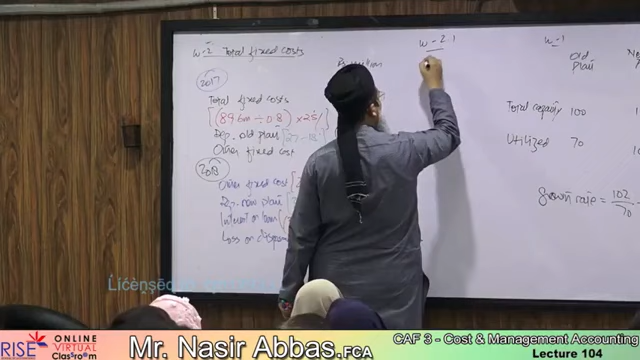 W-2 Total fixed costs
2017
Total fixed costs
[(89.6m ÷ 0.8) × 25%]
Dep. old plant [27-18]
Other fixed cost
2018
Other fixed cost
Dep. new plant
Interest on loan
Loss on disposal
W-2.1
W-1
Old Plant
Total capacity 100
Utilized 70
Growth rate = 102/70
RISE ONLINE VIRTUAL Classroom
Mr. Nasir Abbas.FCA
CAF 3 - Cost & Management Accounting
Lecture 104